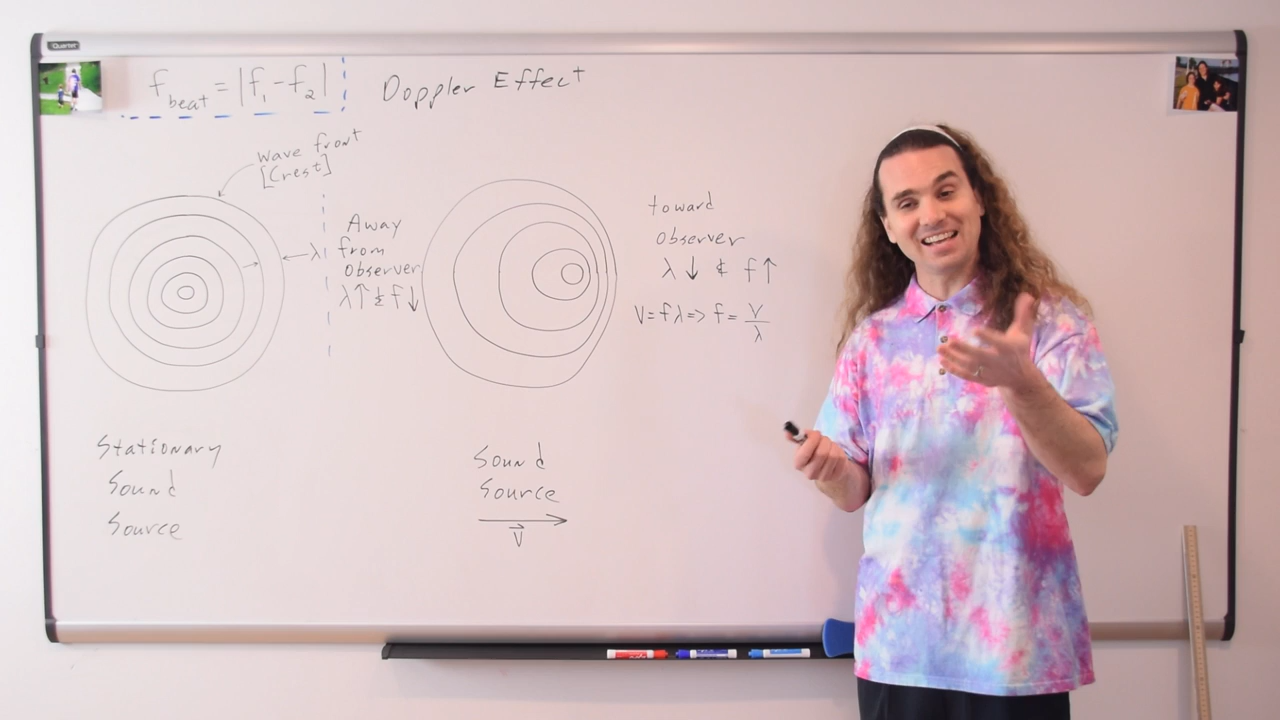 Quartet
f_beat = |f₁ - f₂|
Doppler Effect
Wave front
[Crest]
λ
Away
from
Observer
λ↑ & f↓
toward
Observer
λ↓ & f↑
V=fλ=> f = V/λ
Stationary
Sound
Source
Sound
Source
→
V⃗